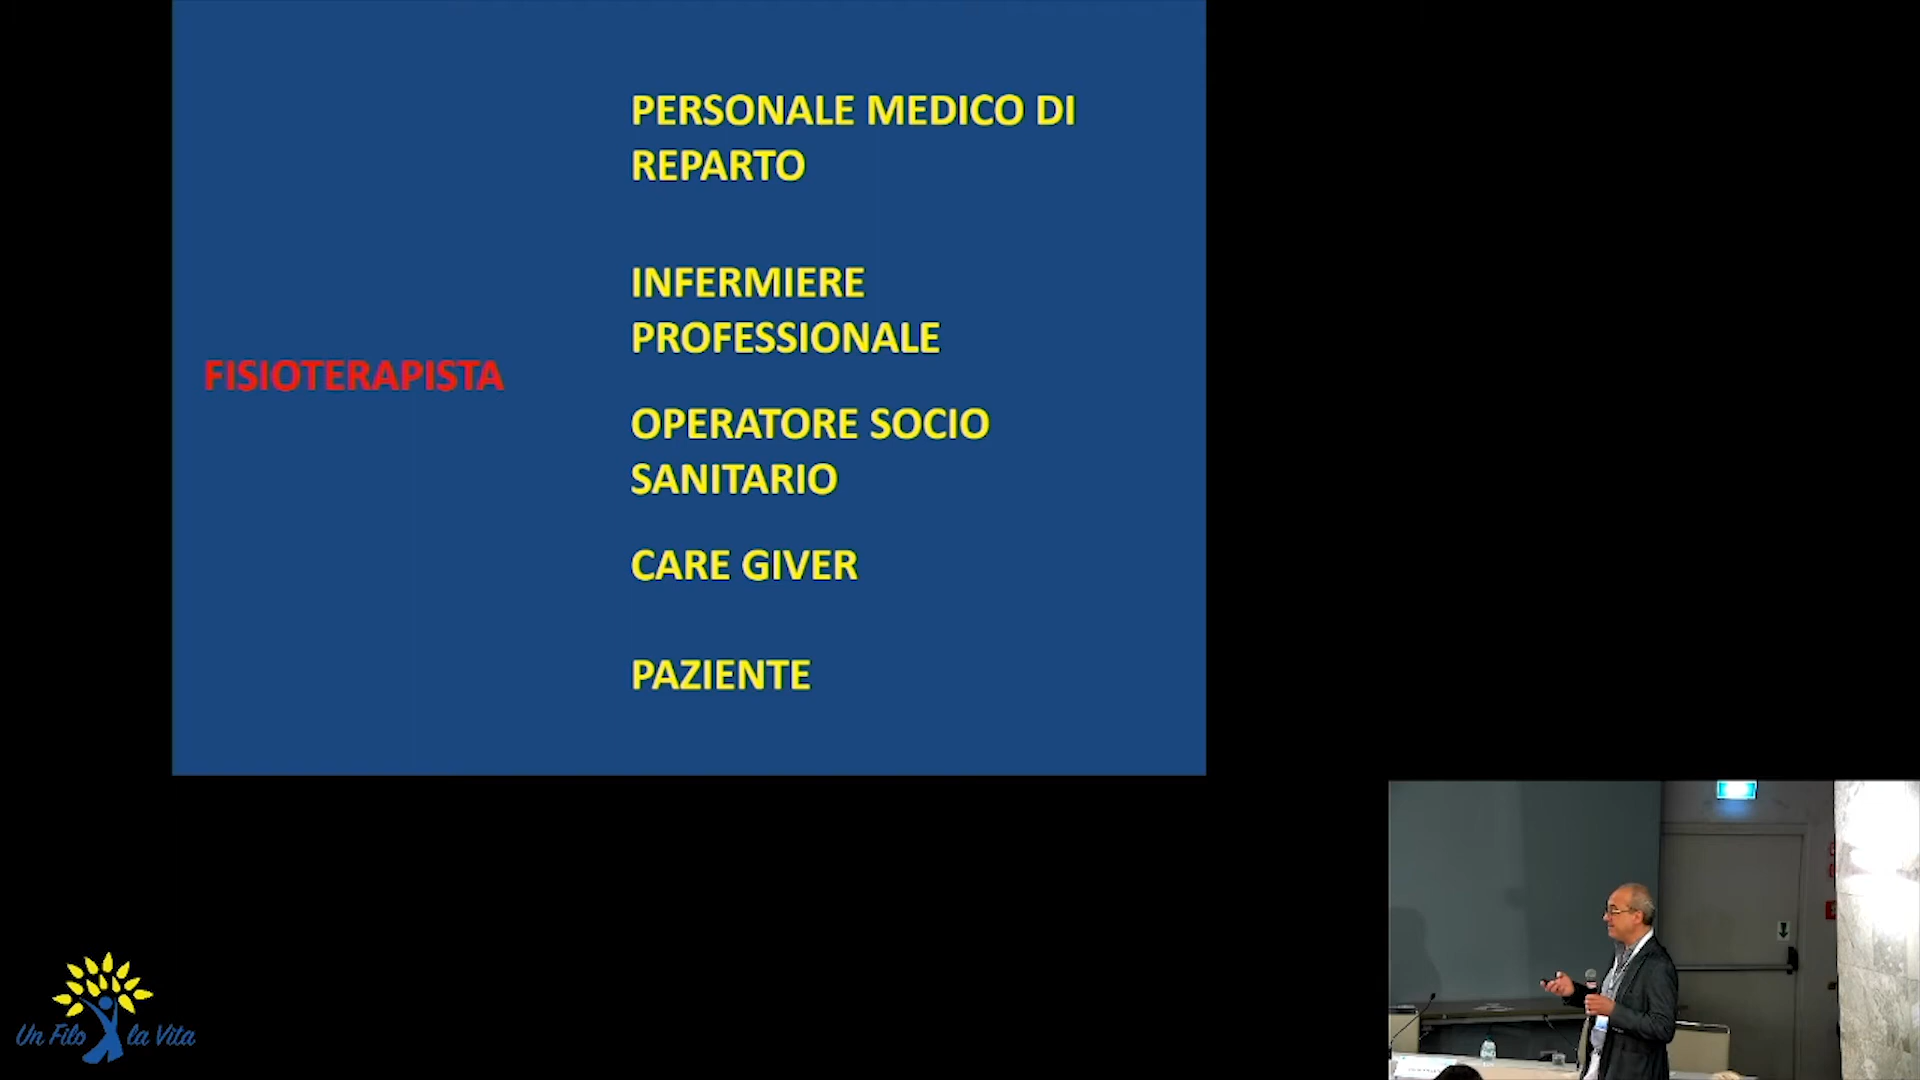 PERSONALE MEDICO DI
REPARTO
INFERMIERE
PROFESSIONALE
FISIOTERAPISTA
OPERATORE SOCIO
SANITARIO
CARE GIVER
PAZIENTE
Un Filo la Vita